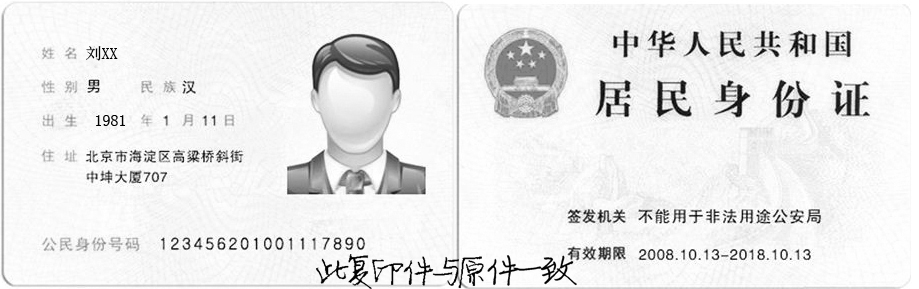 姓名 刘XX
性别 男 民族 汉
出生 1981 年 1 月 11 日
住址 北京市海淀区高粱桥斜街
中坤大厦707
公民身份号码 123456201001117890
中华人民共和国
居民身份证
签发机关 不能用于非法用途公安局
有效期限 2008.10.13-2018.10.13
此复印件与原件一致